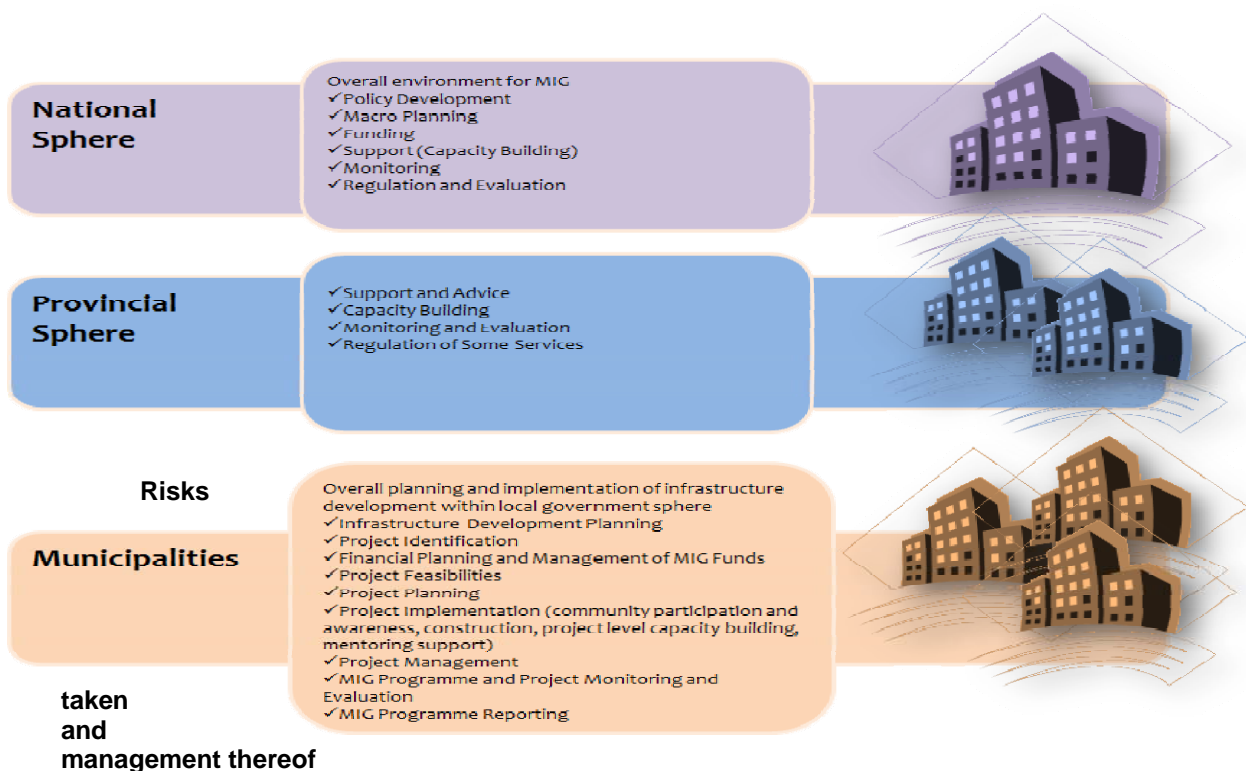 National
Sphere
Overall environment for MIG
✓Policy Development
✓Macro Planning
✓Funding
✓Support (Capacity Building)
✓Monitoring
✓Regulation and Evaluation
Provincial
Sphere
✓Support and Advice
✓Capacity Building
✓Monitoring and Evaluation
✓Regulation of Some Services
Risks
Municipalities
Overall planning and implementation of infrastructure
development within local government sphere
✓Infrastructure Development Planning
✓Project Identification
✓Financial Planning and Management of MIG Funds
✓Project Feasibilities
✓Project Planning
✓Project Implementation (community participation and
awareness, construction, project level capacity building,
mentoring support)
✓Project Management
✓MIG Programme and Project Monitoring and
Evaluation
✓MIG Programme Reporting
taken
and
management thereof